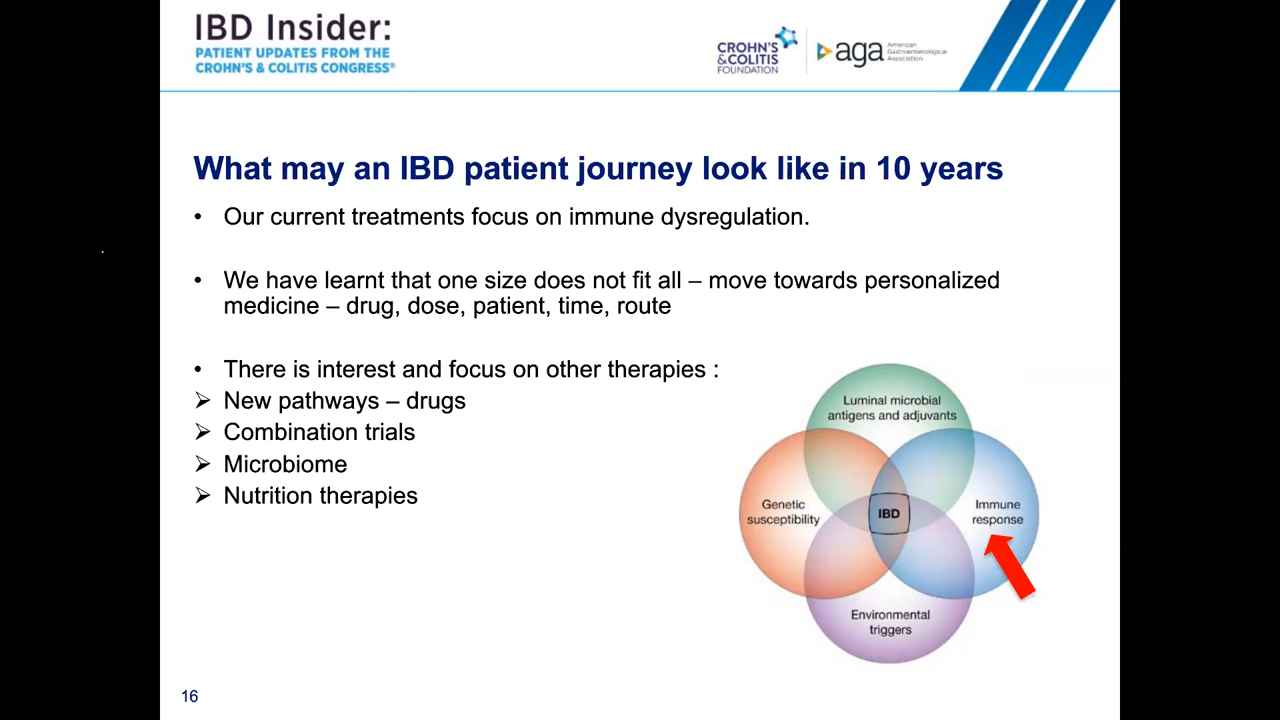 IBD Insider:
PATIENT UPDATES FROM THE
CROHN'S & COLITIS CONGRESS®
CROHN'S
& COLITIS
FOUNDATION
aga
American
Gastroenterological
Association
What may an IBD patient journey look like in 10 years
• Our current treatments focus on immune dysregulation.
• We have learnt that one size does not fit all – move towards personalized
medicine – drug, dose, patient, time, route
• There is interest and focus on other therapies :
➢ New pathways – drugs
➢ Combination trials
➢ Microbiome
➢ Nutrition therapies
Luminal microbial
antigens and adjuvants
Genetic
susceptibility
IBD
Immune
response
Environmental
triggers
16